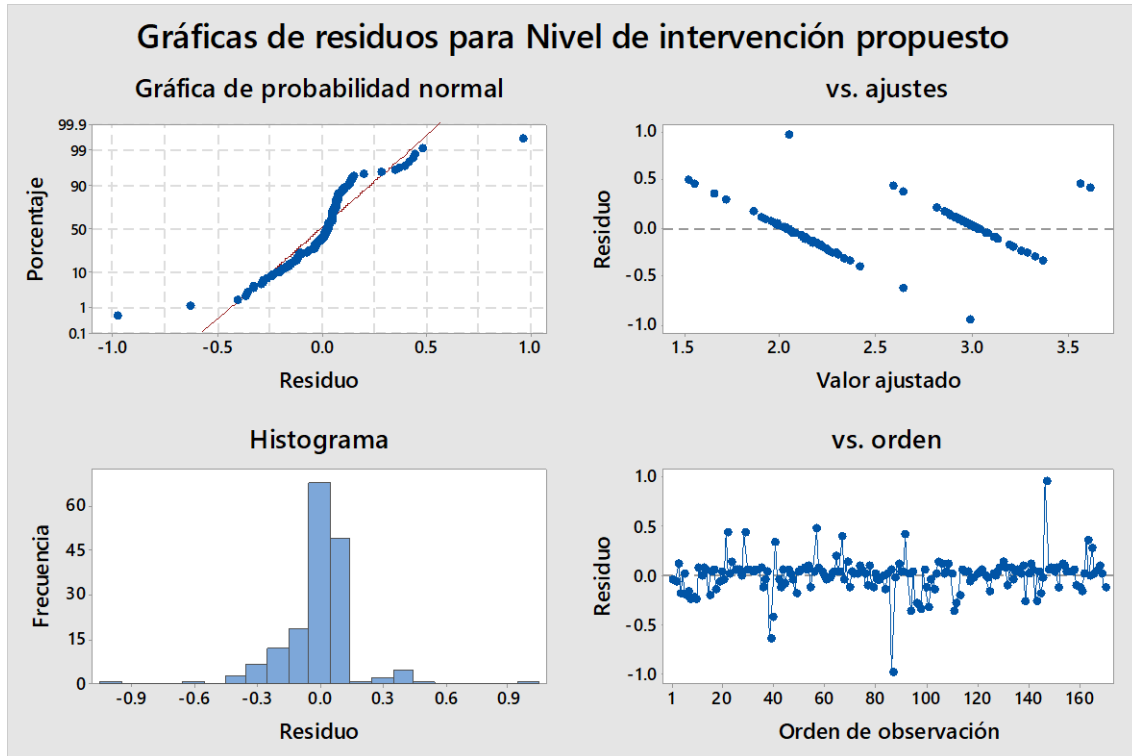 Gráficas de residuos para Nivel de intervención propuesto
Gráfica de probabilidad normal
99.9
99
90
50
10
1
0.1
Porcentaje
-1.0 -0.5 0.0 0.5 1.0
Residuo
vs. ajustes
1.0
0.5
0.0
-0.5
-1.0
Residuo
1.5 2.0 2.5 3.0 3.5
Valor ajustado
Histograma
60
45
30
15
0
Frecuencia
-0.9 -0.6 -0.3 0.0 0.3 0.6 0.9
Residuo
vs. orden
1.0
0.5
0.0
-0.5
-1.0
Residuo
1 20 40 60 80 100 120 140 160
Orden de observación